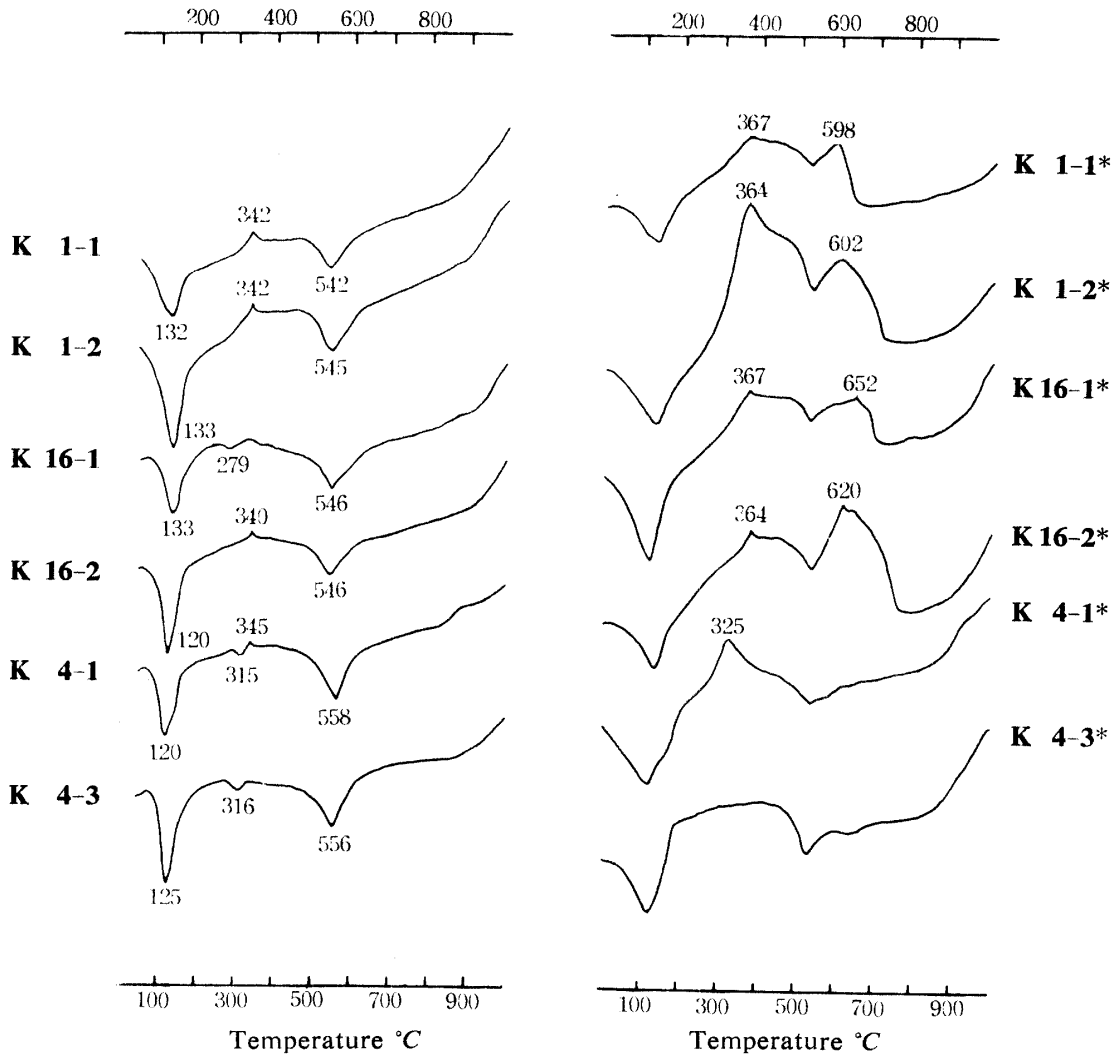 200 400 600 800
200 400 600 800
367 598
K 1-1*
364
342
K 1-1
602
542
342
K 1-2*
132
K 1-2
545
367 652
K 16-1*
133
K 16-1
279
546
133
340
364 620
K 16-2*
K 16-2
546
K 4-1*
120 345
325
K 4-1
315
558
120
K 4-3*
K 4-3
316
556
125
100 300 500 700 900
100 300 500 700 900
Temperature °C
Temperature °C